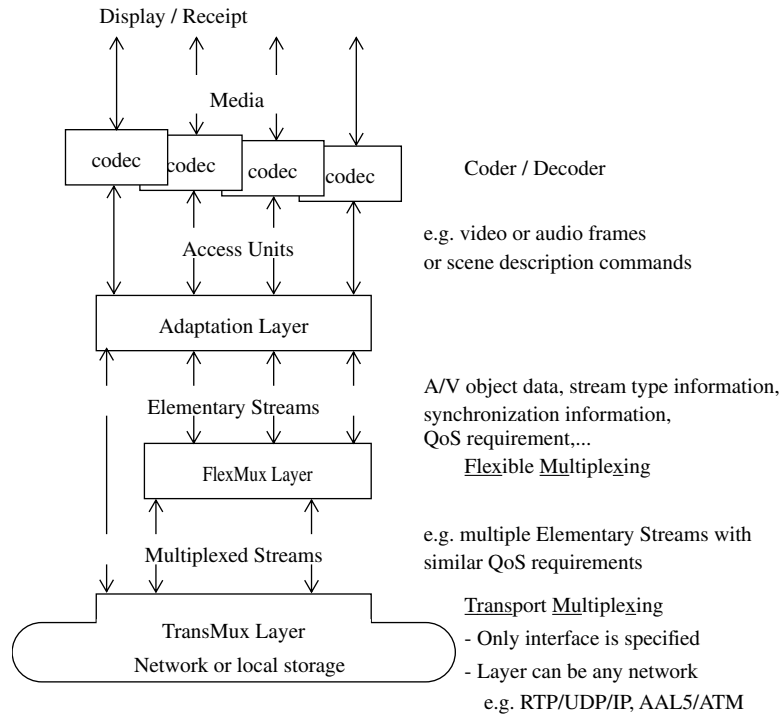 Display / Receipt
Media
codec
codec
codec
codec
Coder / Decoder
Access Units
e.g. video or audio frames
or scene description commands
Adaptation Layer
Elementary Streams
A/V object data, stream type information,
synchronization information,
QoS requirement,...
FlexMux Layer
Flexible Multiplexing
Multiplexed Streams
e.g. multiple Elementary Streams with
similar QoS requirements
TransMux Layer
Network or local storage
Transport Multiplexing
- Only interface is specified
- Layer can be any network
e.g. RTP/UDP/IP, AAL5/ATM